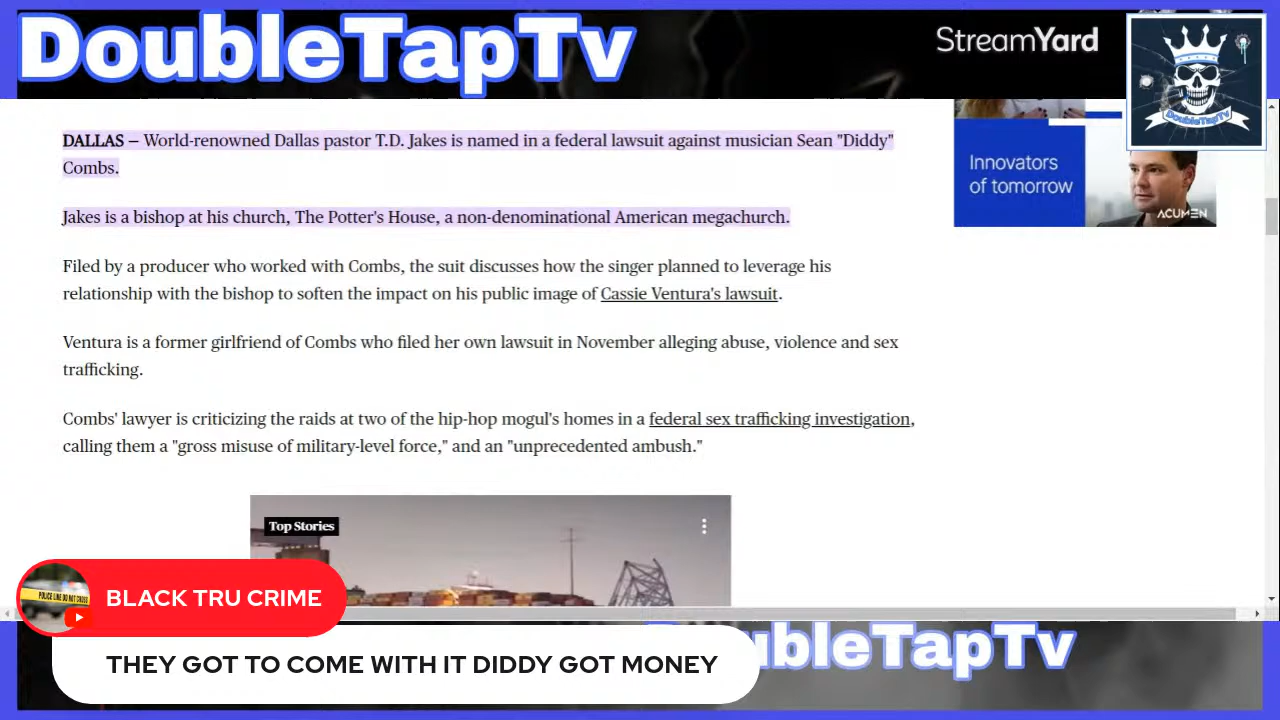 DoubleTapTv
StreamYard
DoubleTapTv
DALLAS — World-renowned Dallas pastor T.D. Jakes is named in a federal lawsuit against musician Sean "Diddy"
Combs.
Jakes is a bishop at his church, The Potter's House, a non-denominational American megachurch.
Innovators
of tomorrow
ACUMEN
Filed by a producer who worked with Combs, the suit discusses how the singer planned to leverage his
relationship with the bishop to soften the impact on his public image of Cassie Ventura's lawsuit.
Ventura is a former girlfriend of Combs who filed her own lawsuit in November alleging abuse, violence and sex
trafficking.
Combs' lawyer is criticizing the raids at two of the hip-hop mogul's homes in a federal sex trafficking investigation,
calling them a "gross misuse of military-level force," and an "unprecedented ambush."
Top Stories
POLICE LINE DO NOT CROSS
BLACK TRU CRIME
THEY GOT TO COME WITH IT DIDDY GOT MONEY
ubleTapTv